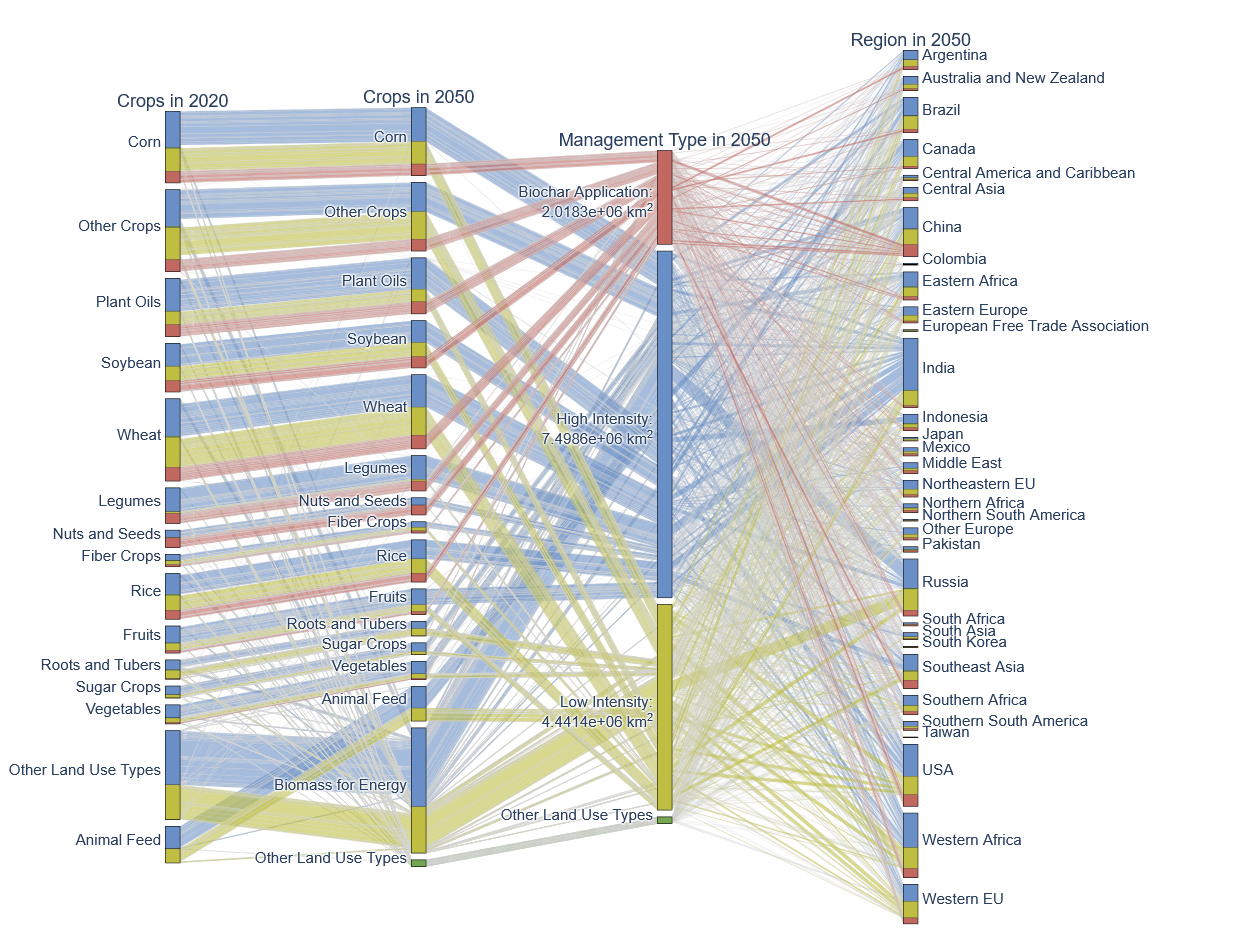 Crops in 2020
Corn
Other Crops
Plant Oils
Soybean
Wheat
Legumes
Nuts and Seeds
Fiber Crops
Rice
Fruits
Roots and Tubers
Sugar Crops
Vegetables
Other Land Use Types
Animal Feed
Crops in 2050
Corn
Other Crops
Plant Oils
Soybean
Wheat
Legumes
Nuts and Seeds
Fiber Crops
Rice
Fruits
Roots and Tubers
Sugar Crops
Vegetables
Animal Feed
Biomass for Energy
Other Land Use Types
Management Type in 2050
Biochar Application:
2.0183e+06 km²
High Intensity:
7.4986e+06 km²
Low Intensity:
4.4414e+06 km²
Other Land Use Types
Region in 2050
Argentina
Australia and New Zealand
Brazil
Canada
Central America and Caribbean
Central Asia
China
Colombia
Eastern Africa
Eastern Europe
European Free Trade Association
India
Indonesia
Japan
Mexico
Middle East
Northeastern EU
Northern Africa
Northern South America
Other Europe
Pakistan
Russia
South Africa
South Asia
South Korea
Southeast Asia
Southern Africa
Southern South America
Taiwan
USA
Western Africa
Western EU